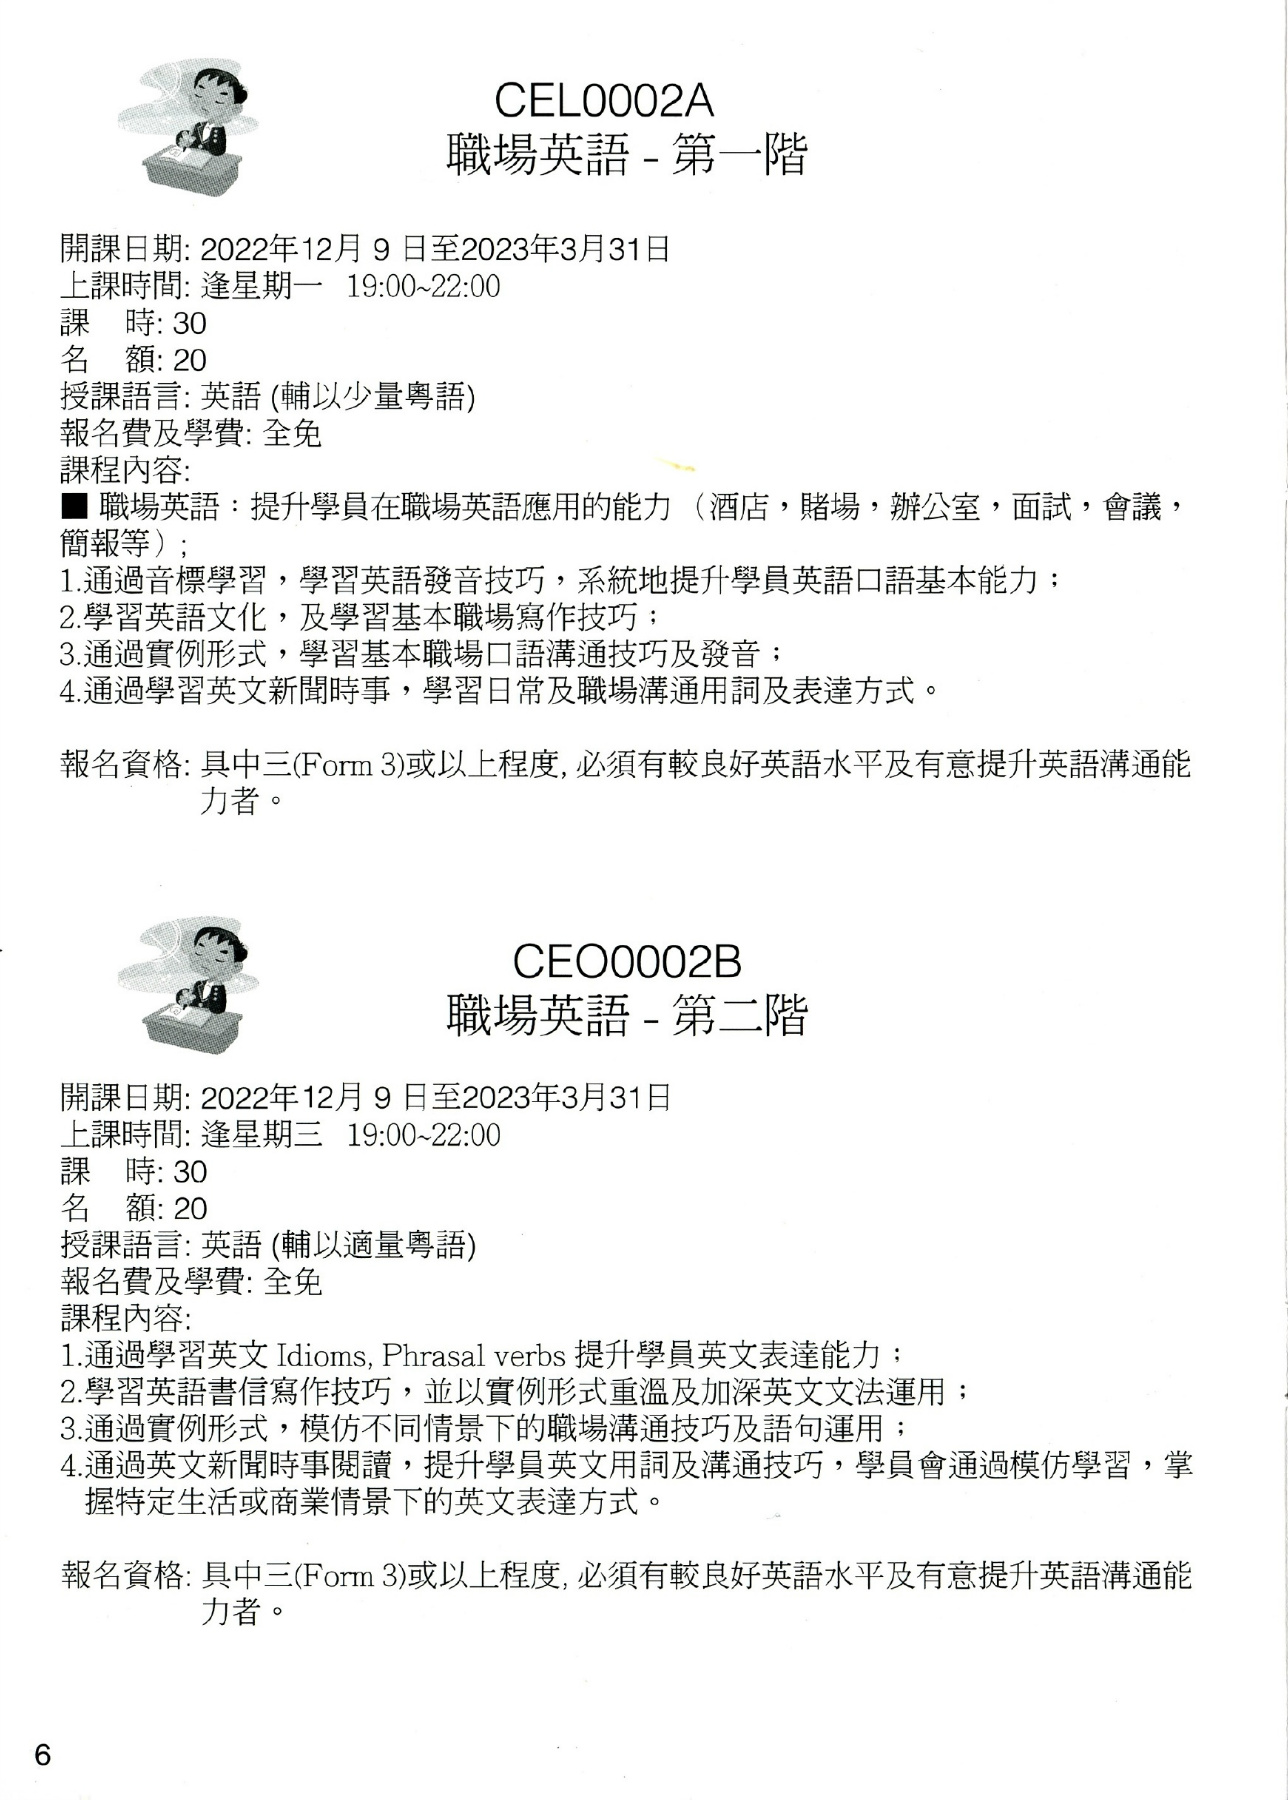 CEL0002A
職場英語 - 第一階
開課日期: 2022年12月 9 日至2023年3月31日
上課時間: 逢星期一 19:00~22:00
課 時: 30
名 額: 20
授課語言: 英語 (輔以少量粵語)
報名費及學費: 全免
課程內容:
■ 職場英語：提升學員在職場英語應用的能力 （酒店，賭場，辦公室，面試，會議，
簡報等）;
1.通過音標學習，學習英語發音技巧，系統地提升學員英語口語基本能力；
2.學習英語文化，及學習基本職場寫作技巧；
3.通過實例形式，學習基本職場口語溝通技巧及發音；
4.通過學習英文新聞時事，學習日常及職場溝通用詞及表達方式。
報名資格: 具中三(Form 3)或以上程度, 必須有較良好英語水平及有意提升英語溝通能
力者。
CEO0002B
職場英語 - 第二階
開課日期: 2022年12月 9 日至2023年3月31日
上課時間: 逢星期三 19:00~22:00
課 時: 30
名 額: 20
授課語言: 英語 (輔以適量粵語)
報名費及學費: 全免
課程內容:
1.通過學習英文 Idioms, Phrasal verbs 提升學員英文表達能力；
2.學習英語書信寫作技巧，並以實例形式重溫及加深英文文法運用；
3.通過實例形式，模仿不同情景下的職場溝通技巧及語句運用；
4.通過英文新聞時事閱讀，提升學員英文用詞及溝通技巧，學員會通過模仿學習，掌
握特定生活或商業情景下的英文表達方式。
報名資格: 具中三(Form 3)或以上程度, 必須有較良好英語水平及有意提升英語溝通能
力者。
6